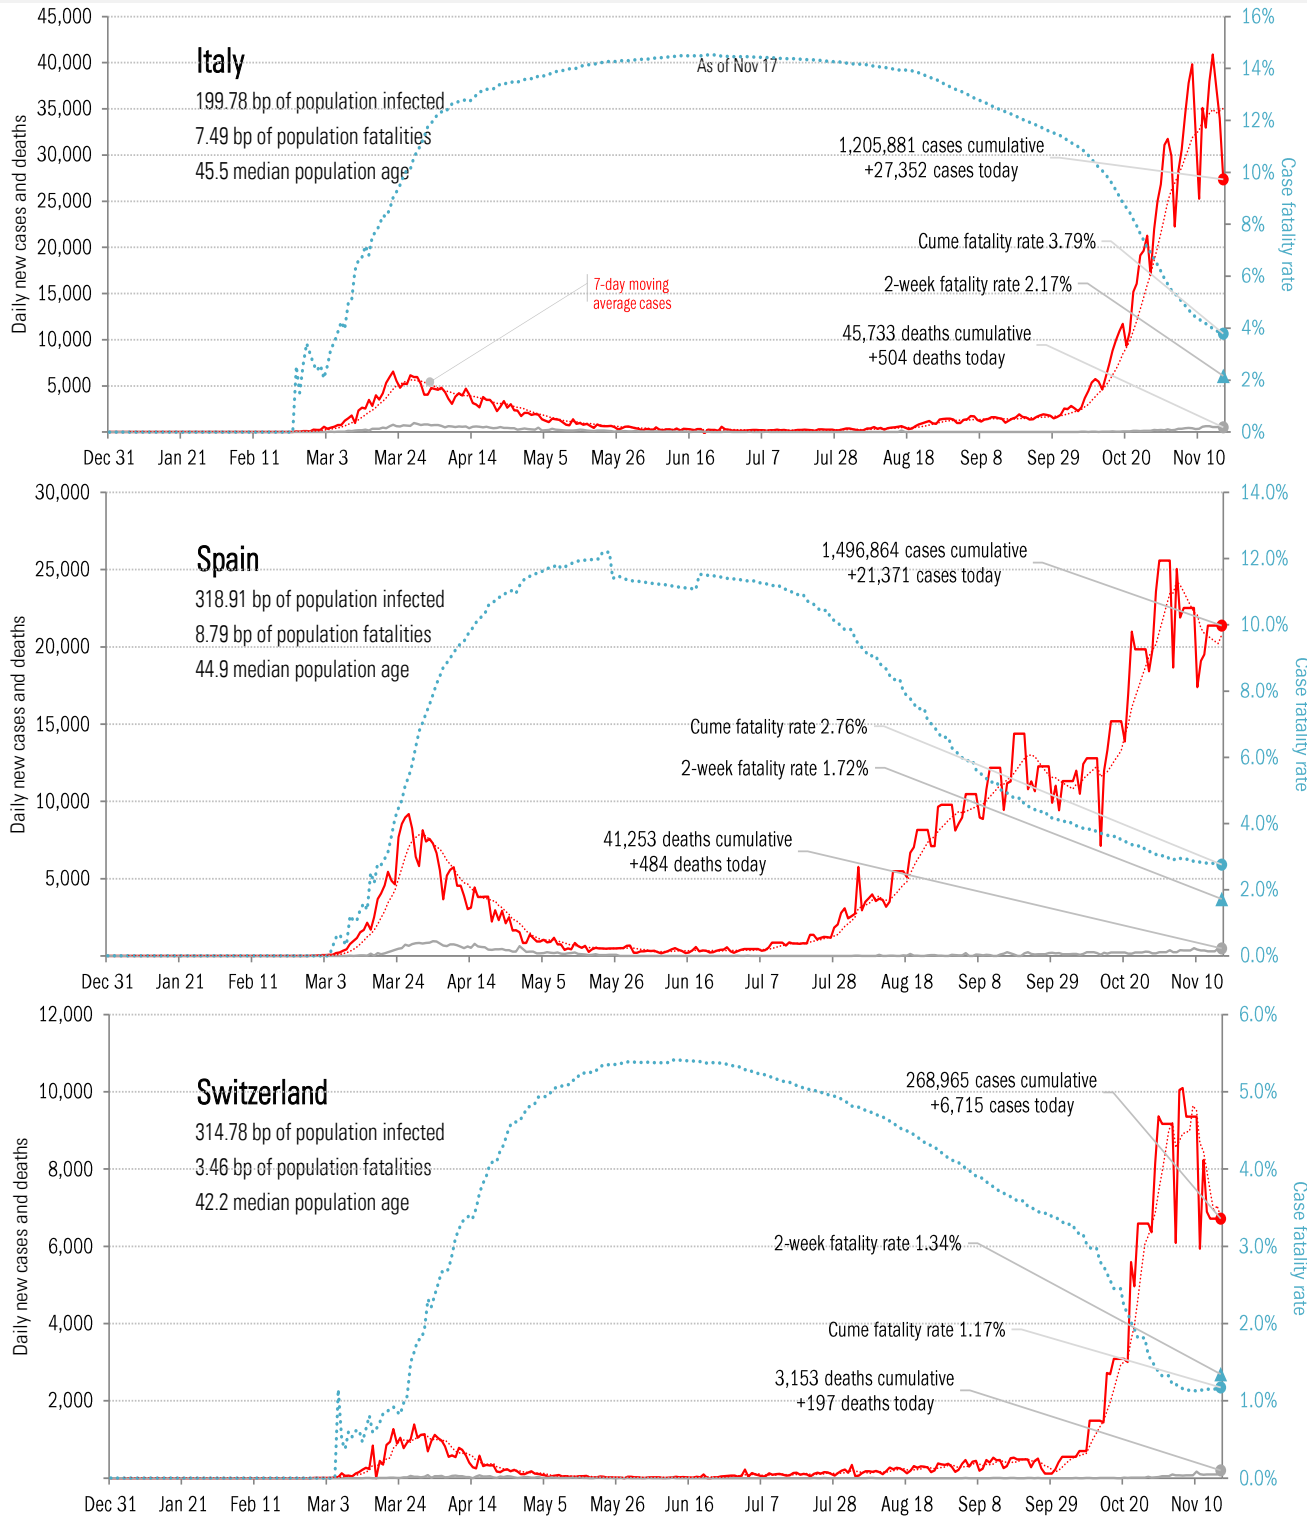 45,000
40,000
35,000
30,000
25,000
20,000
15,000
10,000
5,000
Daily new cases and deaths
16%
14%
12%
10%
8%
6%
4%
2%
0%
Case fatality rate
Italy
199.78 bp of population infected
7.49 bp of population fatalities
45.5 median population age
As of Nov 17
1,205,881 cases cumulative
+27,352 cases today
Cume fatality rate 3.79%
2-week fatality rate 2.17%
7-day moving
average cases
45,733 deaths cumulative
+504 deaths today
Dec 31 Jan 21 Feb 11 Mar 3 Mar 24 Apr 14 May 5 May 26 Jun 16 Jul 7 Jul 28 Aug 18 Sep 8 Sep 29 Oct 20 Nov 10
30,000
25,000
20,000
15,000
10,000
5,000
Daily new cases and deaths
14.0%
12.0%
10.0%
8.0%
6.0%
4.0%
2.0%
0.0%
Case fatality rate
Spain
318.91 bp of population infected
8.79 bp of population fatalities
44.9 median population age
1,496,864 cases cumulative
+21,371 cases today
Cume fatality rate 2.76%
2-week fatality rate 1.72%
41,253 deaths cumulative
+484 deaths today
Dec 31 Jan 21 Feb 11 Mar 3 Mar 24 Apr 14 May 5 May 26 Jun 16 Jul 7 Jul 28 Aug 18 Sep 8 Sep 29 Oct 20 Nov 10
12,000
10,000
8,000
6,000
4,000
2,000
Daily new cases and deaths
6.0%
5.0%
4.0%
3.0%
2.0%
1.0%
0.0%
Case fatality rate
Switzerland
314.78 bp of population infected
3.46 bp of population fatalities
42.2 median population age
268,965 cases cumulative
+6,715 cases today
2-week fatality rate 1.34%
Cume fatality rate 1.17%
3,153 deaths cumulative
+197 deaths today
Dec 31 Jan 21 Feb 11 Mar 3 Mar 24 Apr 14 May 5 May 26 Jun 16 Jul 7 Jul 28 Aug 18 Sep 8 Sep 29 Oct 20 Nov 10